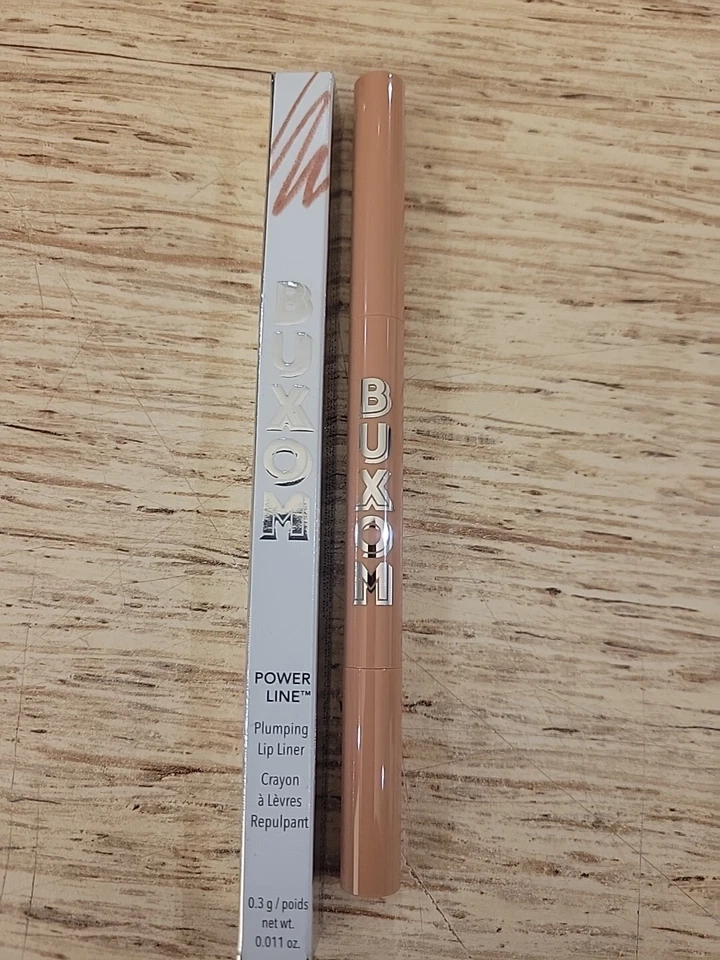 BUXOM
POWER
LINE™
Plumping
Lip Liner
Crayon
à Lèvres
Repulpant
0.3 g / poids
net wt.
0.011 oz.
BUXOM